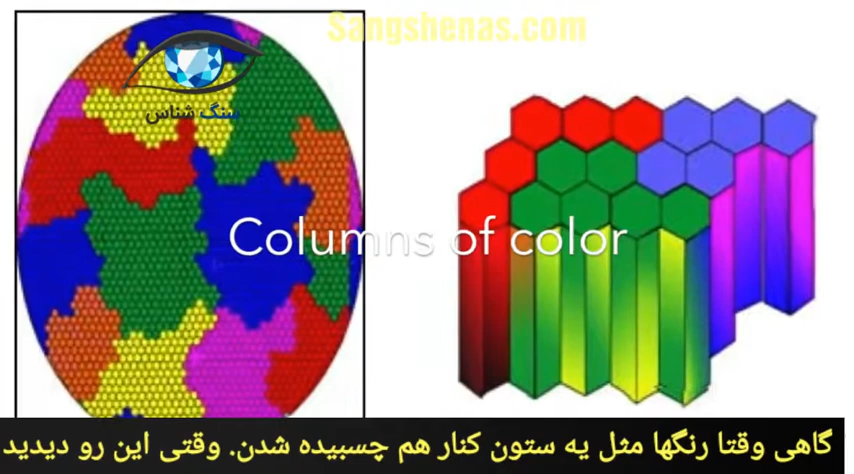 Sangshenas.com
سنگ شناس
Columns of color
گاهی وقتا رنگها مثل یه ستون کنار هم چسبیده شدن. وقتی این رو دیدید